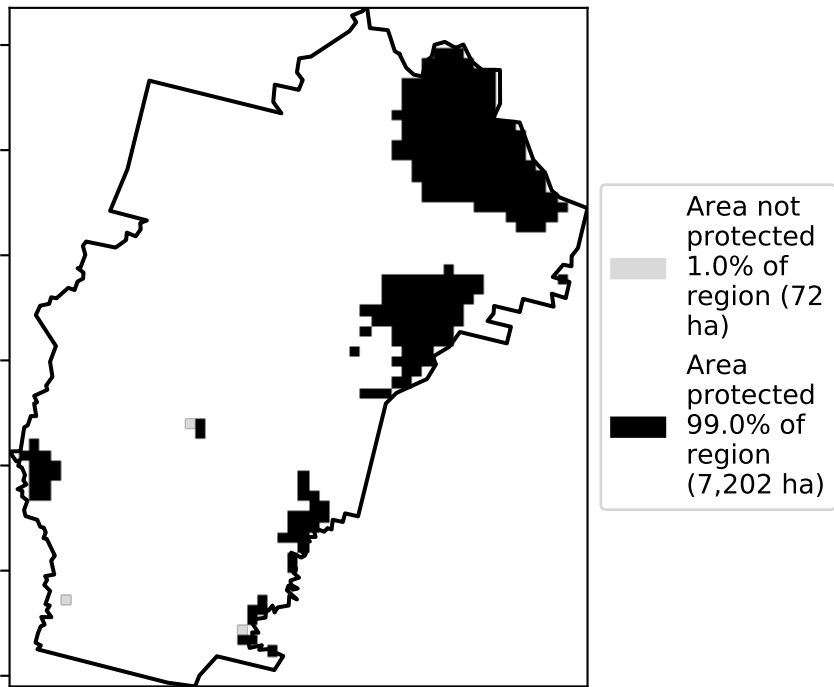 Area not
protected
1.0% of
region (72
ha)
Area
protected
99.0% of
region
(7,202 ha)